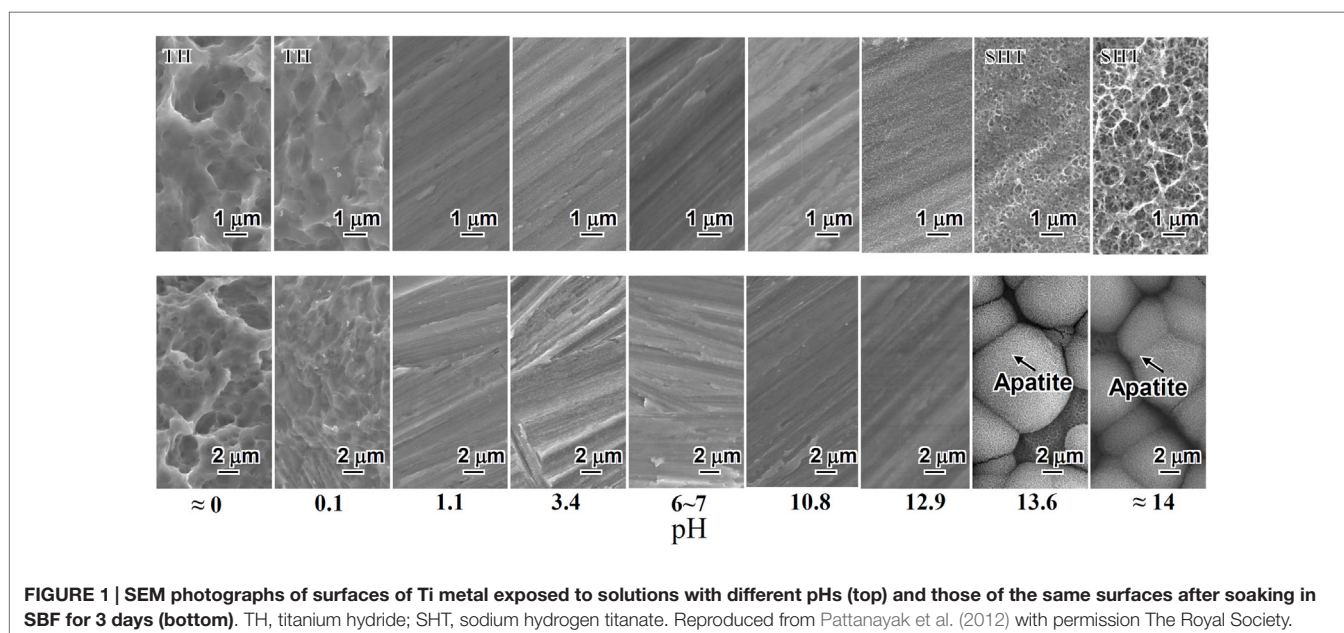 TH TH SHT SHT
1 μm 1 μm 1 μm 1 μm 1 μm 1 μm 1 μm 1 μm 1 μm
Apatite Apatite
2 μm 2 μm 2 μm 2 μm 2 μm 2 μm 2 μm 2 μm 2 μm
≈ 0 0.1 1.1 3.4 6~7 10.8 12.9 13.6 ≈ 14
pH
FIGURE 1 | SEM photographs of surfaces of Ti metal exposed to solutions with different pHs (top) and those of the same surfaces after soaking in
SBF for 3 days (bottom). TH, titanium hydride; SHT, sodium hydrogen titanate. Reproduced from Pattanayak et al. (2012) with permission The Royal Society.